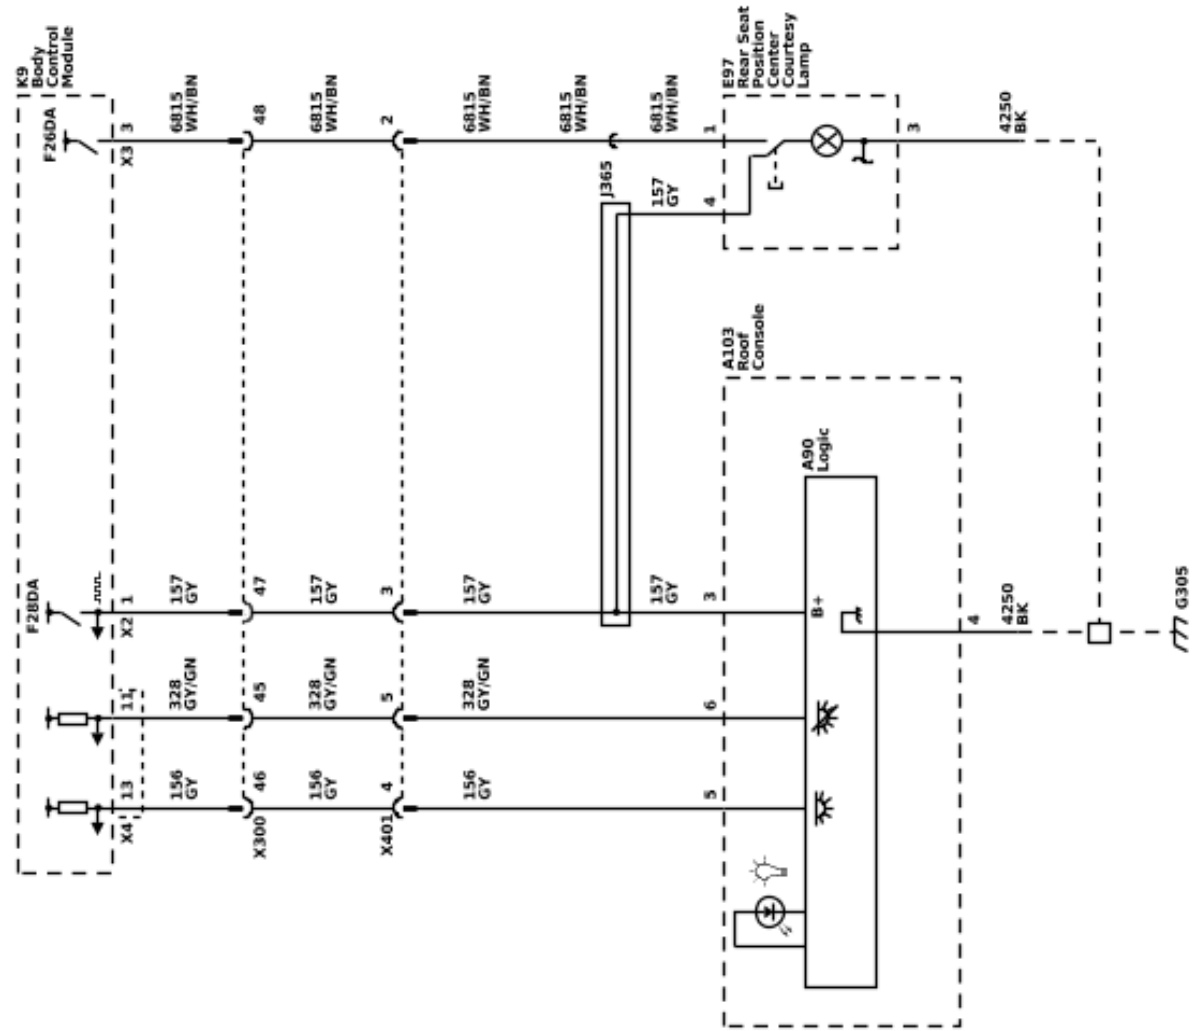 K9
Body
Control
Module
F28DA
F26DA
X4
13
11
X2
1
X3
3
156
GY
328
GY/GN
157
GY
6815
WH/BN
X300
46
45
47
48
156
GY
328
GY/GN
157
GY
6815
WH/BN
X401
4
5
3
2
156
GY
328
GY/GN
157
GY
6815
WH/BN
6815
WH/BN
J365
157
GY
157
GY
6815
WH/BN
5
6
3
4
1
A103
Roof
Console
E97
Rear Seat
Position
Center
Courtesy
Lamp
A90
Logic
B+
4
3
4250
BK
4250
BK
G305